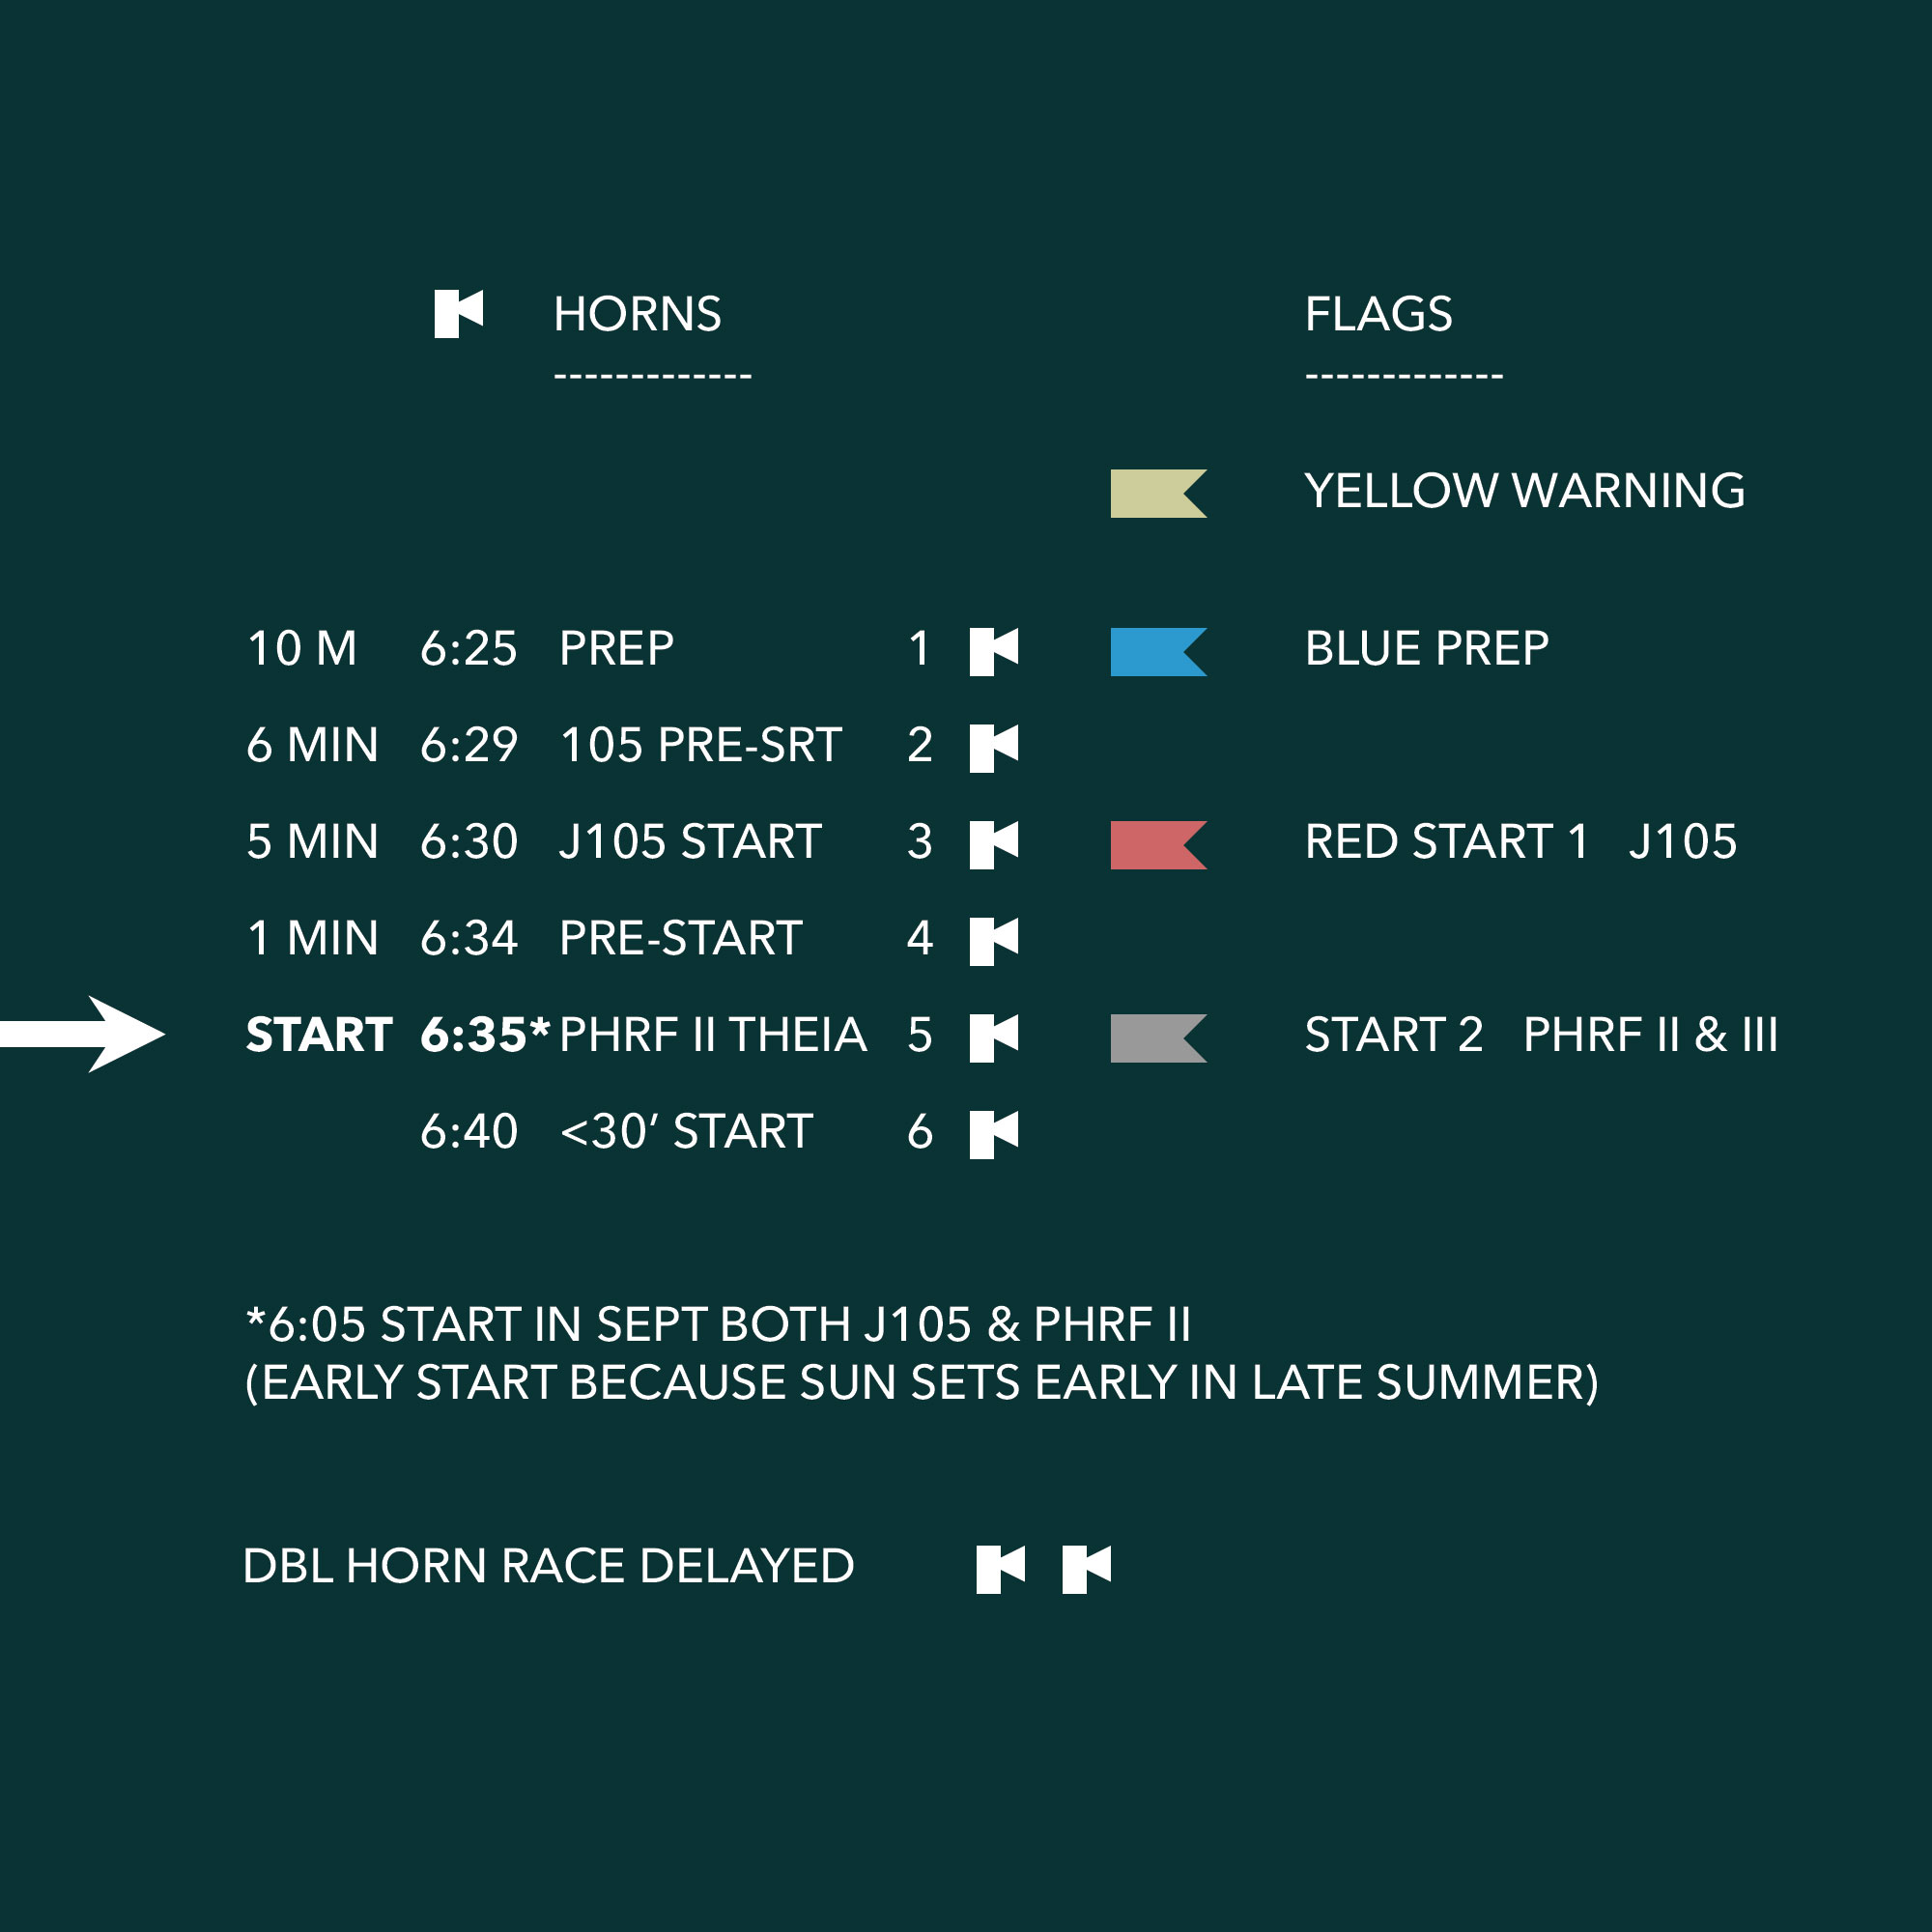 HORNS FLAGS
------------- -------------
YELLOW WARNING
10 M 6:25 PREP 1 BLUE PREP
6 MIN 6:29 105 PRE-SRT 2
5 MIN 6:30 J105 START 3 RED START 1 J105
1 MIN 6:34 PRE-START 4
START 6:35* PHRF II THEIA 5 START 2 PHRF II & III
6:40 <30’ START 6
*6:05 START IN SEPT BOTH J105 & PHRF II
(EARLY START BECAUSE SUN SETS EARLY IN LATE SUMMER)
DBL HORN RACE DELAYED